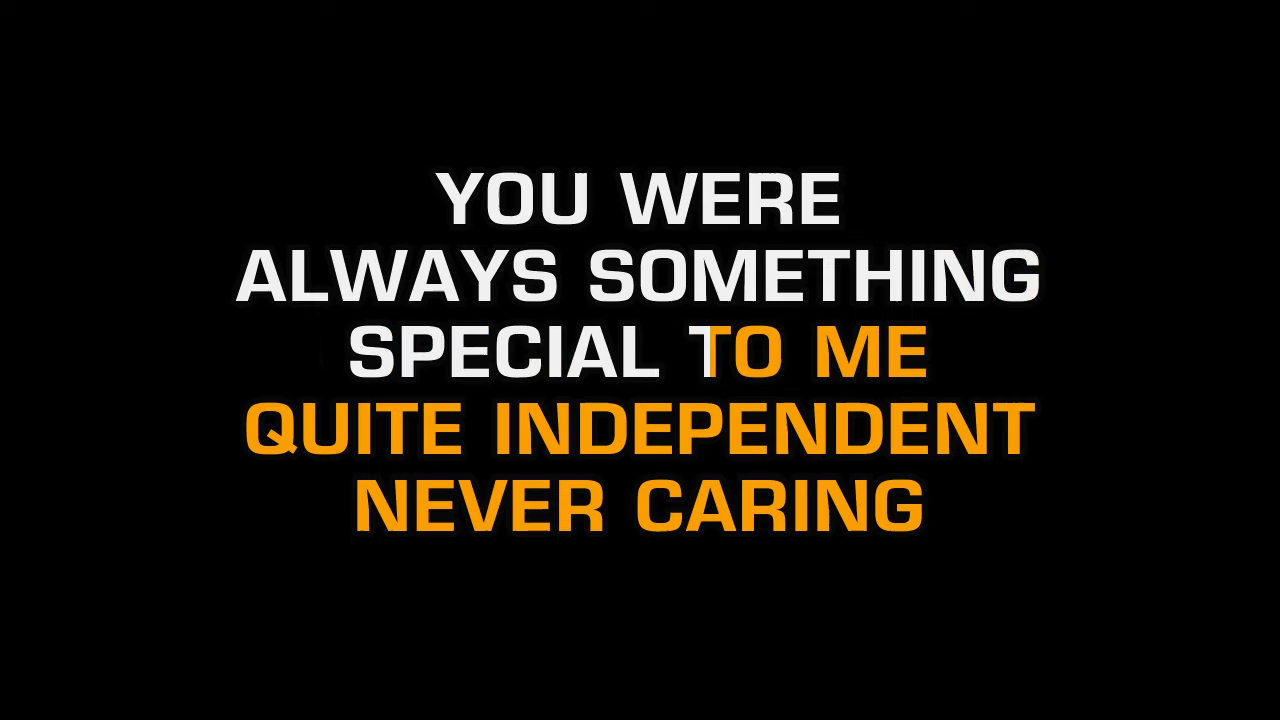 YOU WERE
ALWAYS SOMETHING
SPECIAL TO ME
QUITE INDEPENDENT
NEVER CARING